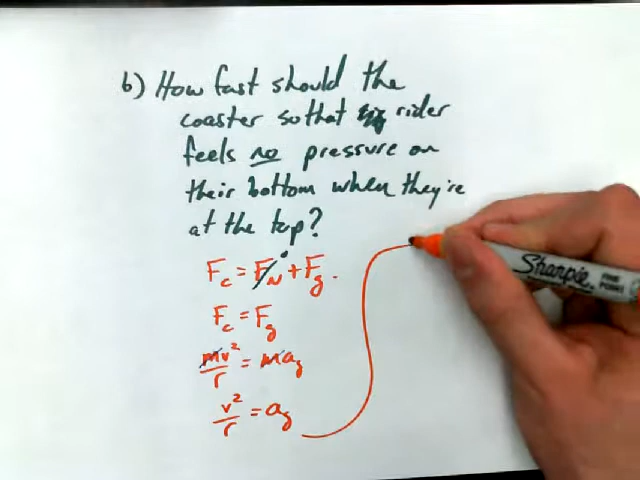 b) How fast should the
coaster so that rider
feels no pressure on
their bottom when they're
at the top?
Fc = FN + Fg.
Fc = Fg
mv²/r = mag
v²/r = ag
Sharpie
FINE
POINT